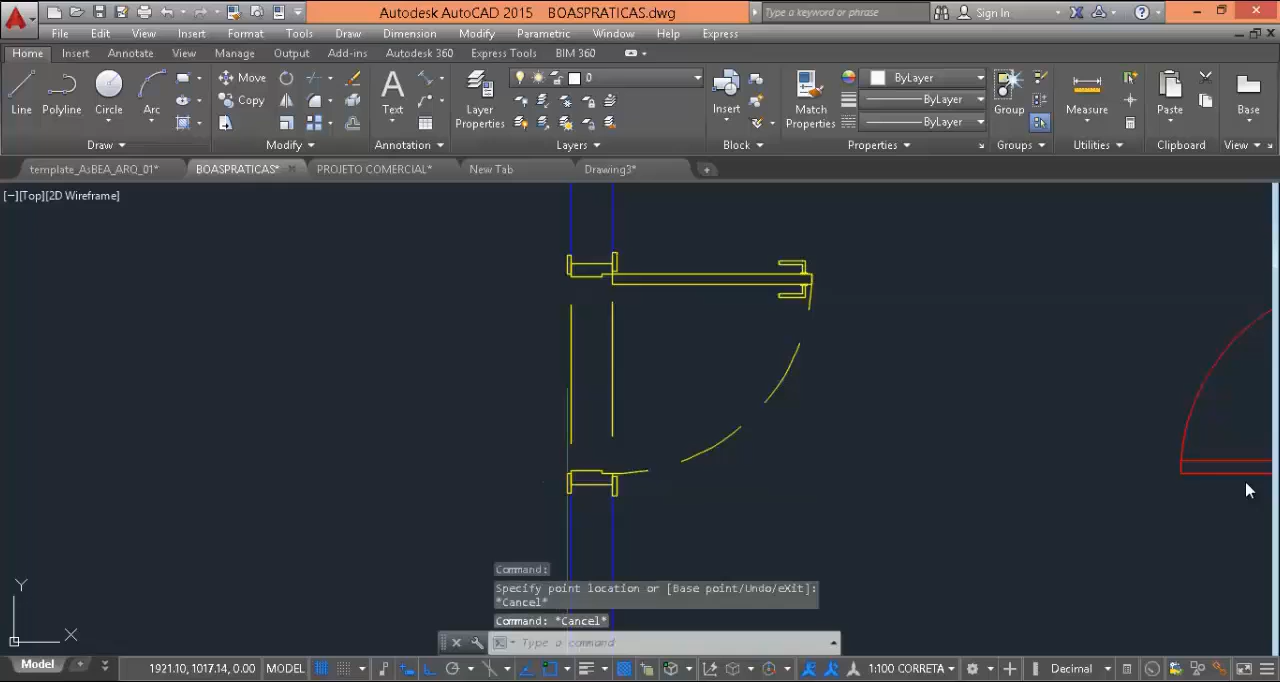 Autodesk AutoCAD 2015 BOASPRATICAS.dwg
Type a keyword or phrase
Sign In
File Edit View Insert Format Tools Draw Dimension Modify Parametric Window Help Express
Home Insert Annotate View Manage Output Add-ins Autodesk 360 Express Tools BIM 360
Move
Copy
0
ByLayer
ByLayer
ByLayer
Line Polyline Circle Arc
Text
Layer
Properties
Insert
Match
Properties
Group
Measure
Paste
Base
Draw
Modify
Annotation
Layers
Block
Properties
Groups
Utilities
Clipboard
View
template_AsBEA_ARQ_01*
BOASPRATICAS*
PROJETO COMERCIAL*
New Tab
Drawing3*
[−][Top][2D Wireframe]
Command:
Specify point location or [Base point/Undo/eXit]:
*Cancel*
Command: *Cancel*
Type a command
Y
X
Model
1921.10, 1017.14, 0.00 MODEL
1:100 CORRETA
Decimal